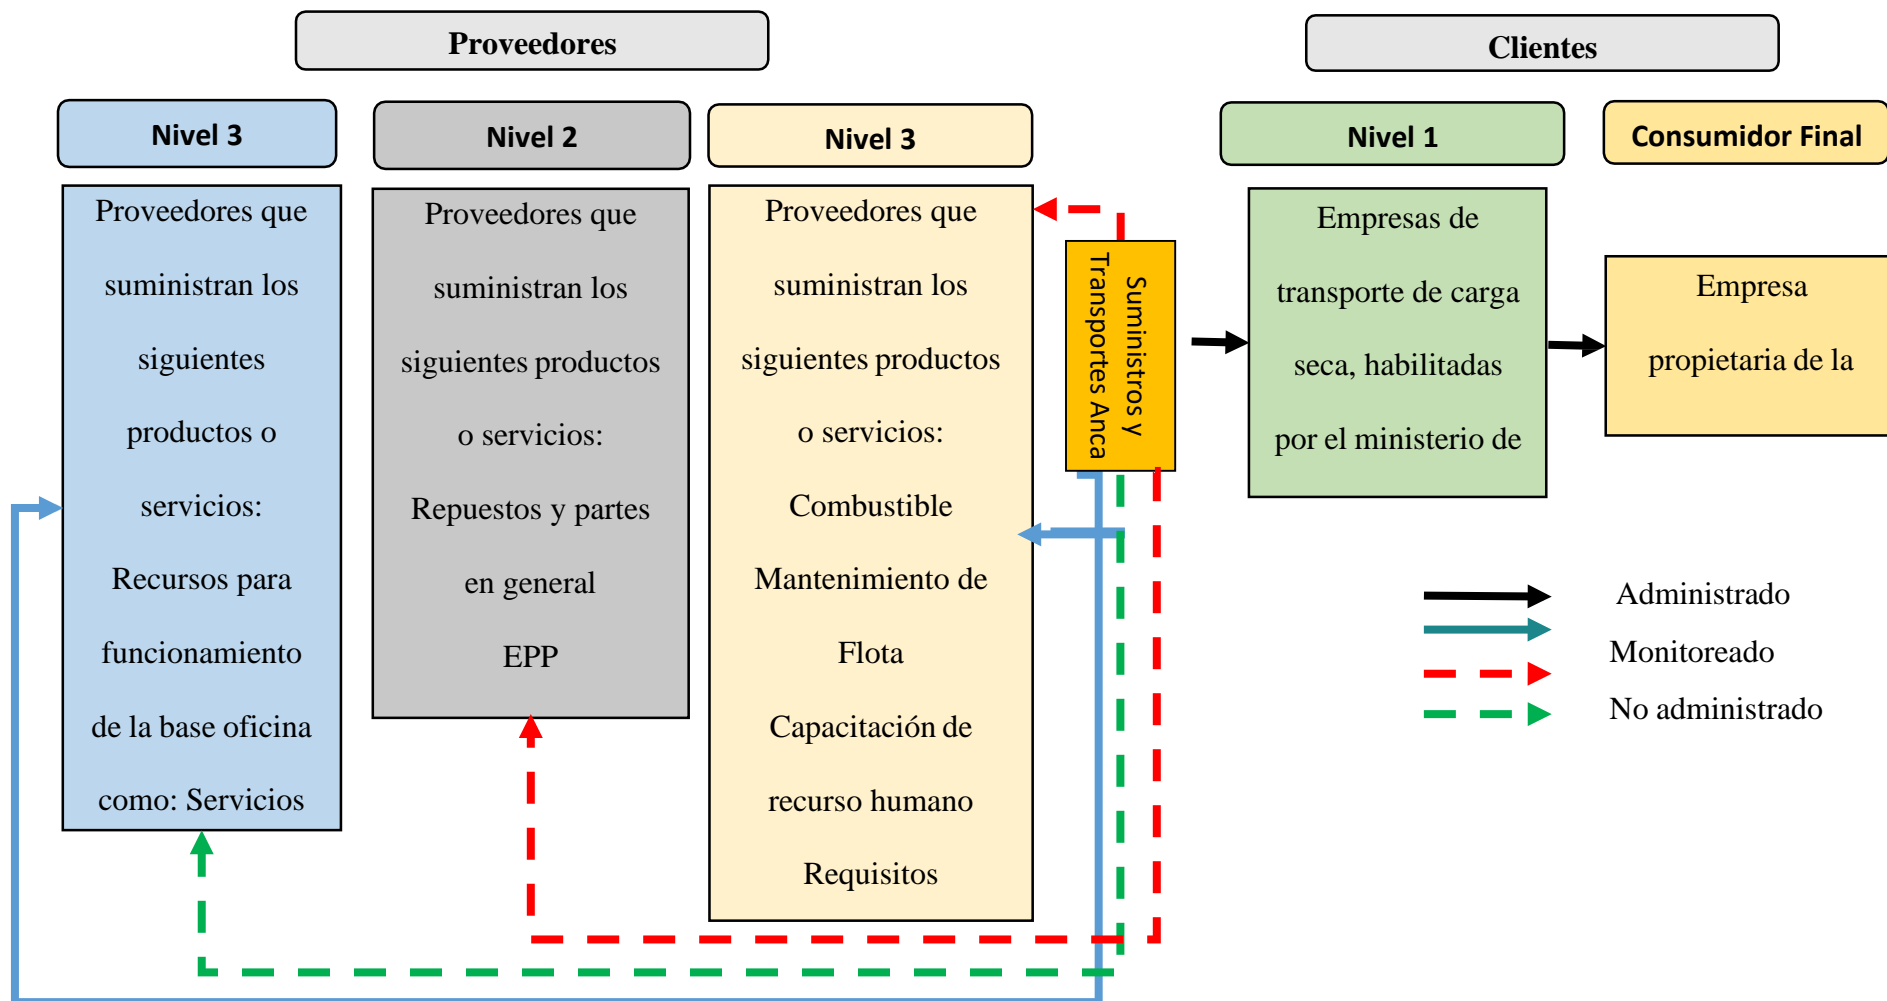 Proveedores
Clientes
Nivel 3
Nivel 2
Nivel 3
Nivel 1
Consumidor Final
Proveedores que
suministran los
siguientes
productos o
servicios:
Recursos para
funcionamiento
de la base oficina
como: Servicios
Proveedores que
suministran los
siguientes productos
o servicios:
Repuestos y partes
en general
EPP
Proveedores que
suministran los
siguientes productos
o servicios:
Combustible
Mantenimiento de
Flota
Capacitación de
recurso humano
Requisitos
Suministros y
Transportes Anca
Empresas de
transporte de carga
seca, habilitadas
por el ministerio de
Empresa
propietaria de la
Administrado
Monitoreado
No administrado